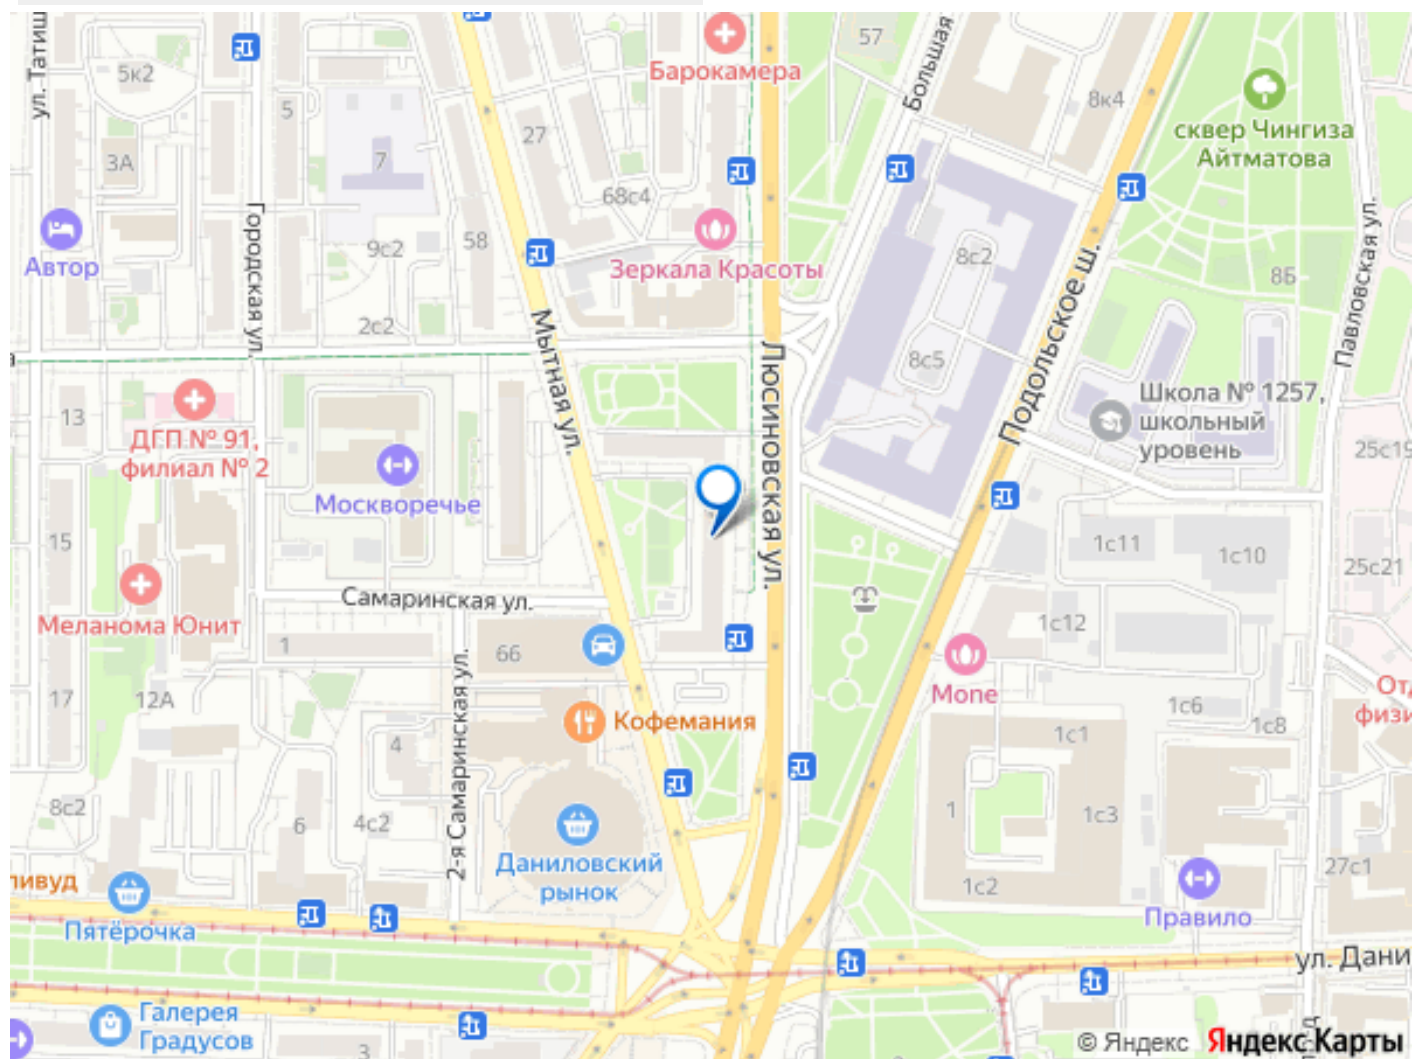 ул. Татищ
5к2
5
3А
7
27
Барокамера
57
Большая
8к4
сквер Чингиза
Айтматова
68с4
Автор
Городская ул.
9с2
58
Зеркала Красоты
8с2
8Б
Павловская ул.
2с2
Мытная ул.
Люсиновская ул.
8с5
Подольское ш.
а
13
ДГП № 91,
филиал № 2
Москворечье
Школа № 1257,
школьный
уровень
25с19
15
1с11
1с10
25с21
Самаринская ул.
Меланома Юнит
1
66
1с12
Моne
17
12А
2-я Самаринская ул.
Кофемания
4
1с6
1с1
1с8
От
физи
8с2
6
4с2
Даниловский
рынок
1
1с3
1с2
27с1
ливуд
Пятёрочка
Правило
ул. Дани
Галерея
Градусов
3
© Яндекс Яндекс Карты